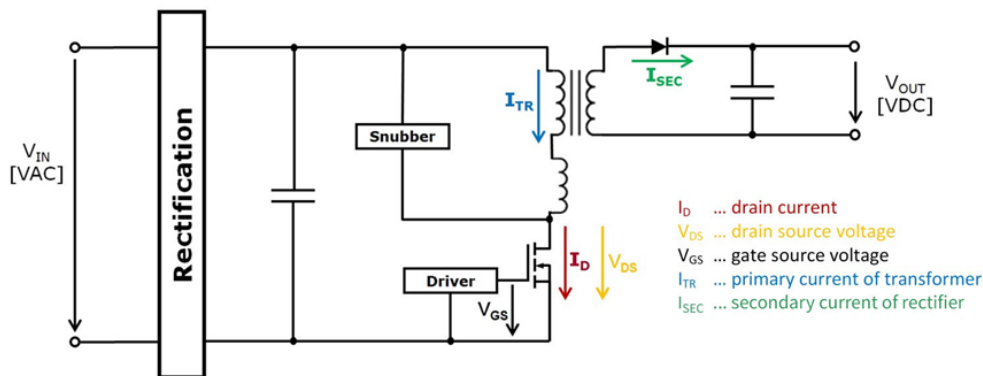 V_IN
[VAC]
Rectification
Snubber
I_TR
I_SEC
V_OUT
[VDC]
Driver
V_GS
I_D
V_DS
I_D ... drain current
V_DS ... drain source voltage
V_GS ... gate source voltage
I_TR ... primary current of transformer
I_SEC ... secondary current of rectifier